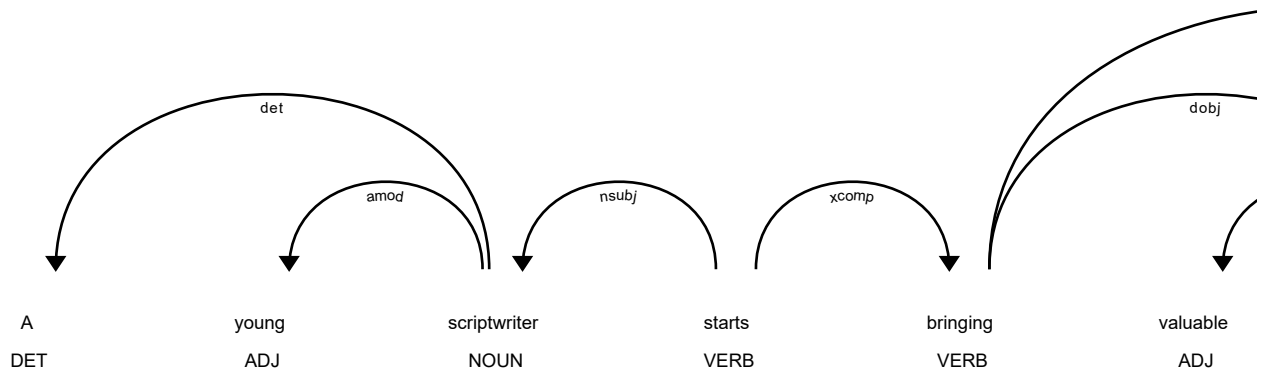 det
dobj
amod
nsubj
xcomp
A young scriptwriter starts bringing valuable
DET ADJ NOUN VERB VERB ADJ